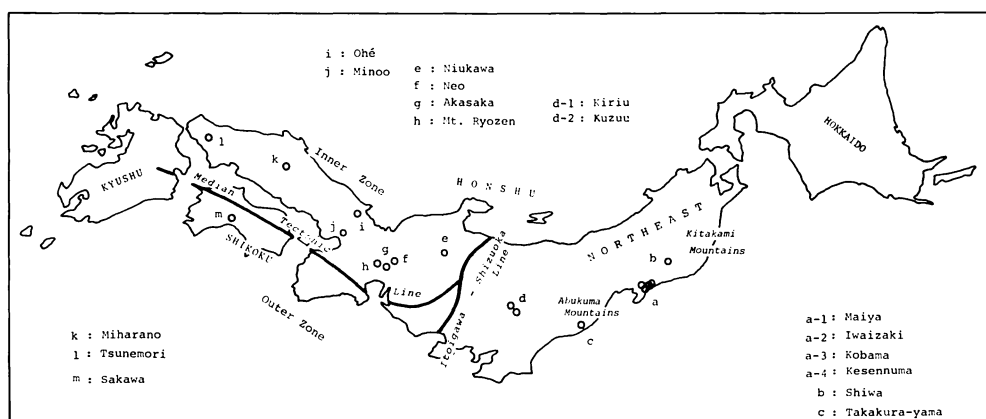 i : Ohé
j : Minoo
e : Niukawa
f : Neo
g : Akasaka
h : Mt. Ryozen
d-1 : Kiriu
d-2 : Kuzuu
HOKKAIDO
l
k
Inner Zone
HONSHU
KYUSHU
Median
Tectonic
Line
m
SHIKOKU
j
i
e
g
h
f
NORTHEAST
Kitakami
Mountains
b
a
Itoigawa - Shizuoka
Line
d
Abukuma
Mountains
c
Outer Zone
k : Miharano
l : Tsunemori
m : Sakawa
a-1 : Maiya
a-2 : Iwaizaki
a-3 : Kobama
a-4 : Kesennuma
b : Shiwa
c : Takakura-yama